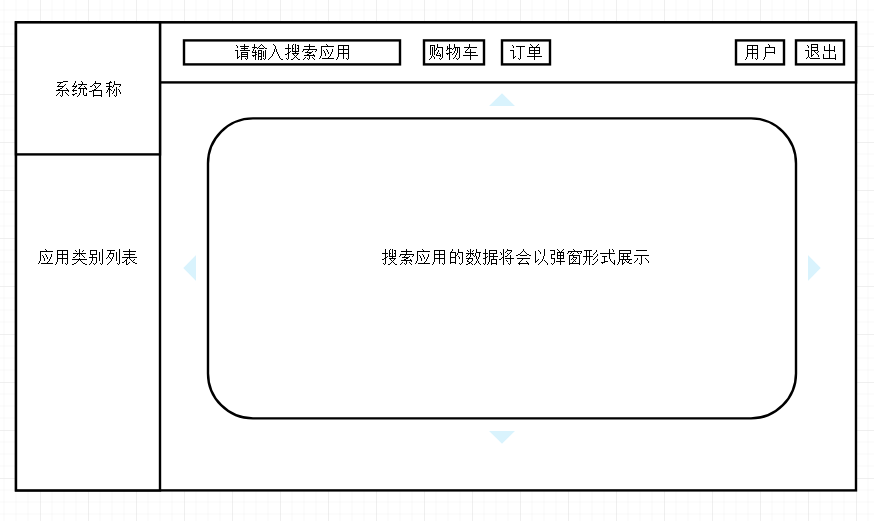 系统名称
请输入搜索应用
购物车
订单
用户
退出
应用类别列表
搜索应用的数据将会以弹窗形式展示